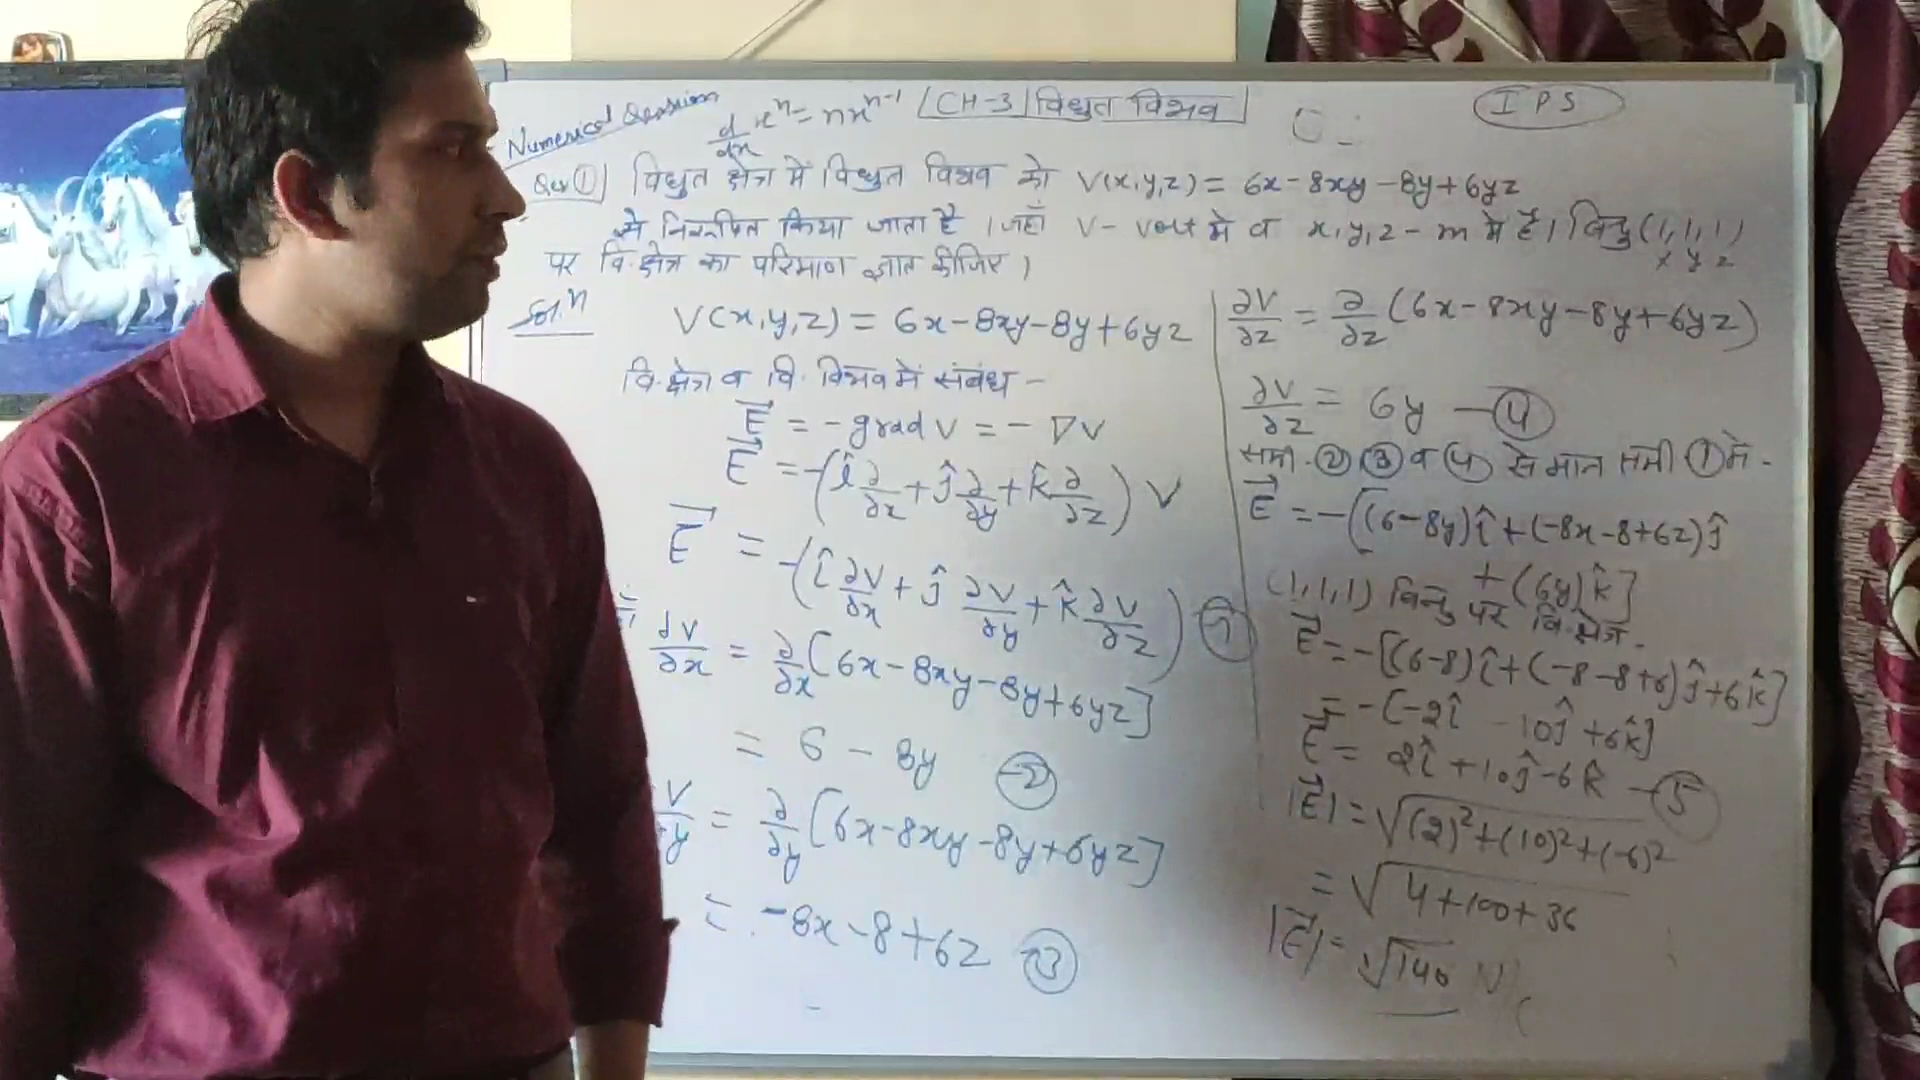 Numerical Question
d/dx xⁿ = nxⁿ⁻¹
CH-3 | विधुत विभव
IPS
Que ① विधुत क्षेत्र में विधुत विभव को V(x,y,z) = 6x-8xy-8y+6yz
से निरूपित किया जाता है । जहाँ V- volt मे व x,y,z - m मे है । बिन्दु (1,1,1)
x y z
पर वि.क्षेत्र का परिमाण ज्ञात कीजिए ।
Solⁿ
V(x,y,z) = 6x-8xy-8y+6yz
वि.क्षेत्र व वि. विभव में संबंध -
E⃗ = -grad V = - ∇V
E⃗ = -(î ∂/∂x + ĵ ∂/∂y + k̂ ∂/∂z) V
E⃗ = -(î ∂V/∂x + ĵ ∂V/∂y + k̂ ∂V/∂z) ①
∂V/∂x = ∂/∂x [6x-8xy-8y+6yz]
= 6 - 8y ②
V/y = ∂/∂y [6x-8xy-8y+6yz]
= -8x-8+6z ③
∂V/∂z = ∂/∂z (6x-8xy-8y+6yz)
∂V/∂z = 6y -④
समी. ② ③ व ④ से मान समी ① मे -
E⃗ = -[(6-8y)î + (-8x-8+6z)ĵ
+ (6y)k̂]
(1,1,1) बिन्दु पर वि.क्षेत्र -
E⃗ = -[(6-8)î + (-8-8+6)ĵ + 6k̂]
= -[-2î - 10ĵ + 6k̂]
E⃗ = 2î + 10ĵ - 6k̂ -⑤
|E⃗| = √(2)²+(10)²+(-6)²
= √4+100+36
|E⃗| = √140 N/